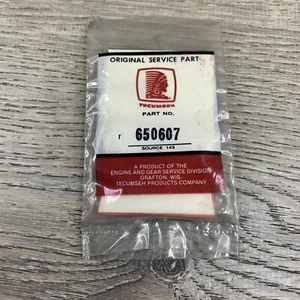 ORIGINAL SERVICE PART
TECUMSEH
PART NO.
r 650607
SOURCE 143
A PRODUCT OF THE
ENGINE AND GEAR SERVICE DIVISION
GRAFTON, WIS.
TECUMSEH PRODUCTS COMPANY